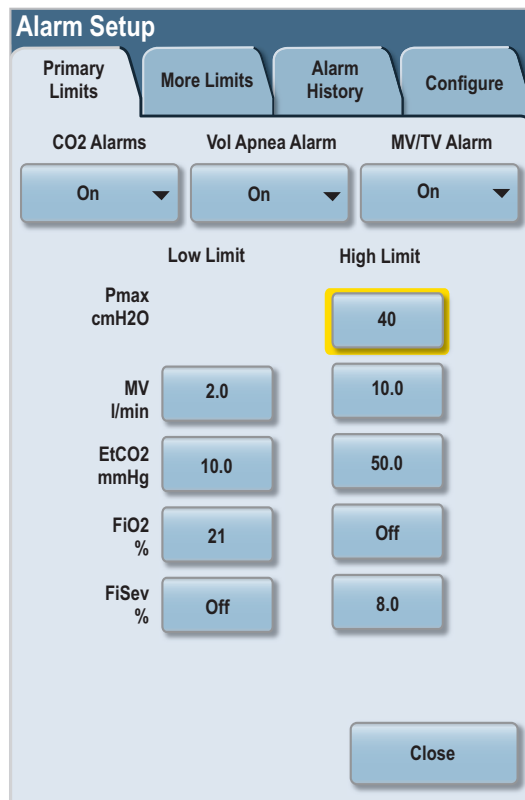 Alarm Setup
Primary
Limits
More Limits
Alarm
History
Configure
CO2 Alarms Vol Apnea Alarm MV/TV Alarm
On On On
Low Limit High Limit
Pmax
cmH2O
40
MV
l/min
2.0 10.0
EtCO2
mmHg
10.0 50.0
FiO2
%
21 Off
FiSev
%
Off 8.0
Close